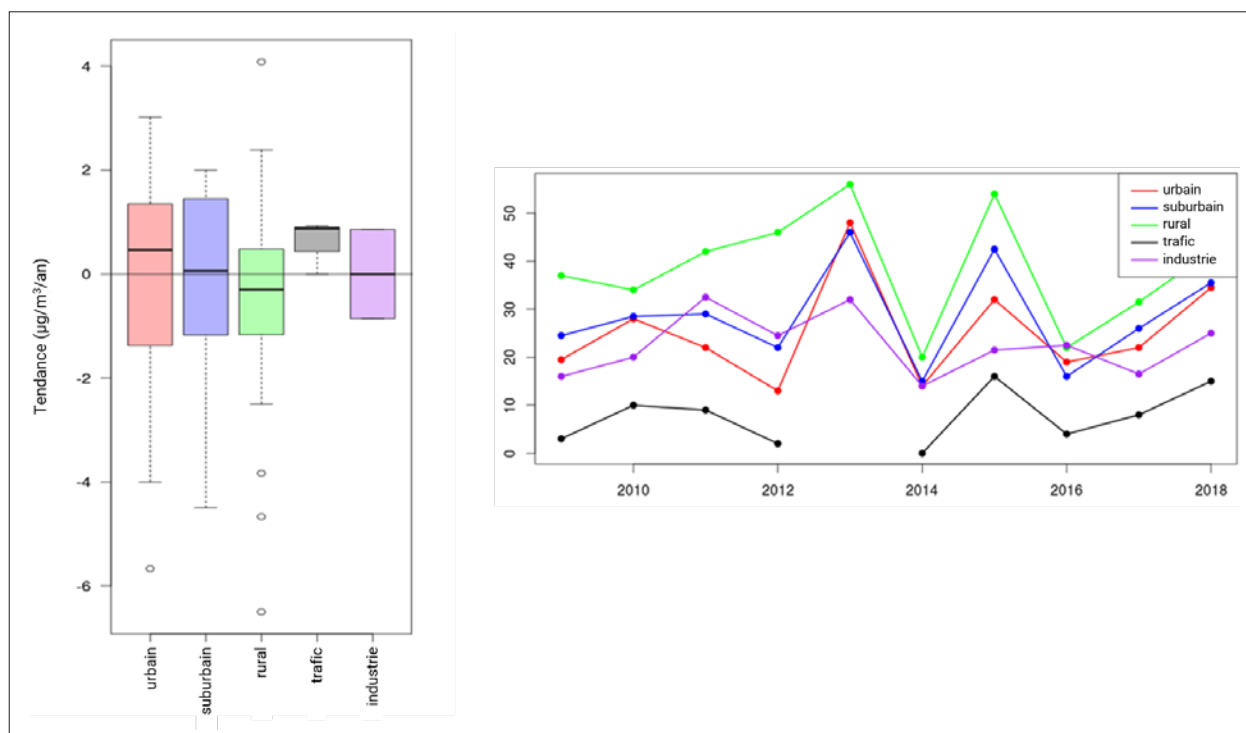 Tendance (µg/m³/an)
4
2
0
-2
-4
-6
urbain
suburbain
rural
trafic
industrie
50
40
30
20
10
0
2010
2012
2014
2016
2018
urbain
suburbain
rural
trafic
industrie